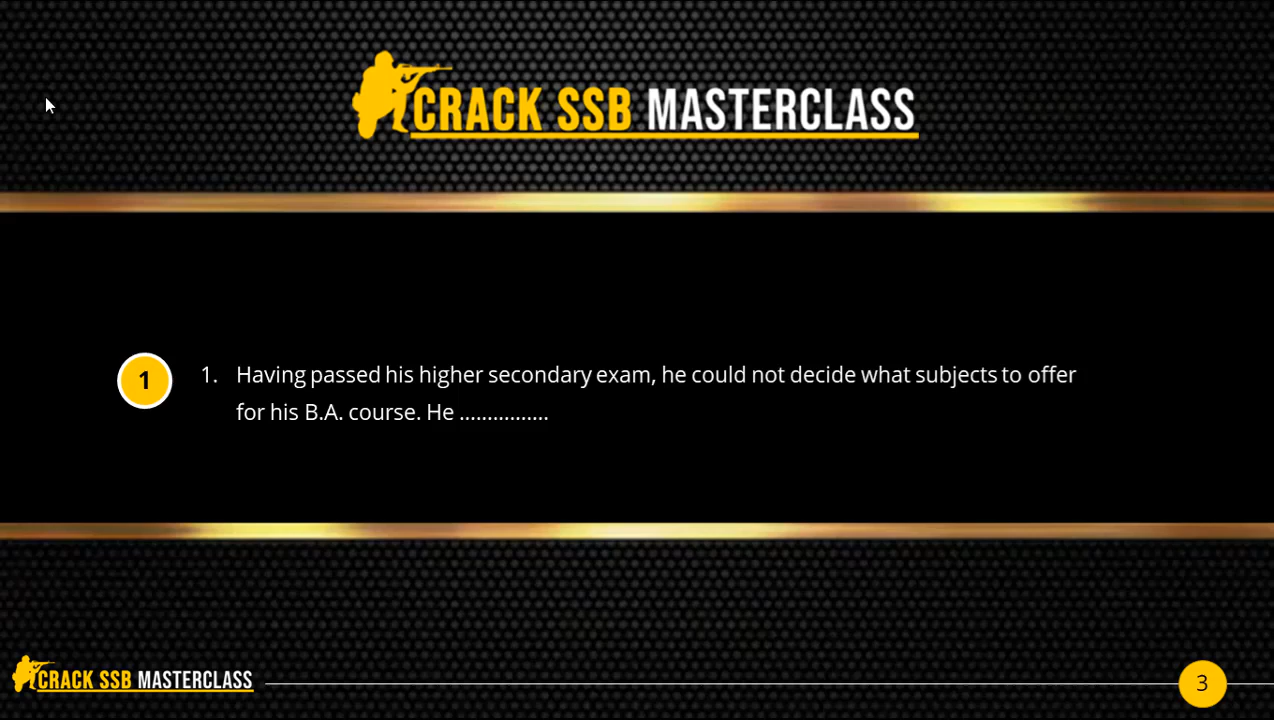 CRACK SSB MASTERCLASS
1
1. Having passed his higher secondary exam, he could not decide what subjects to offer
for his B.A. course. He ...............
CRACK SSB MASTERCLASS
3